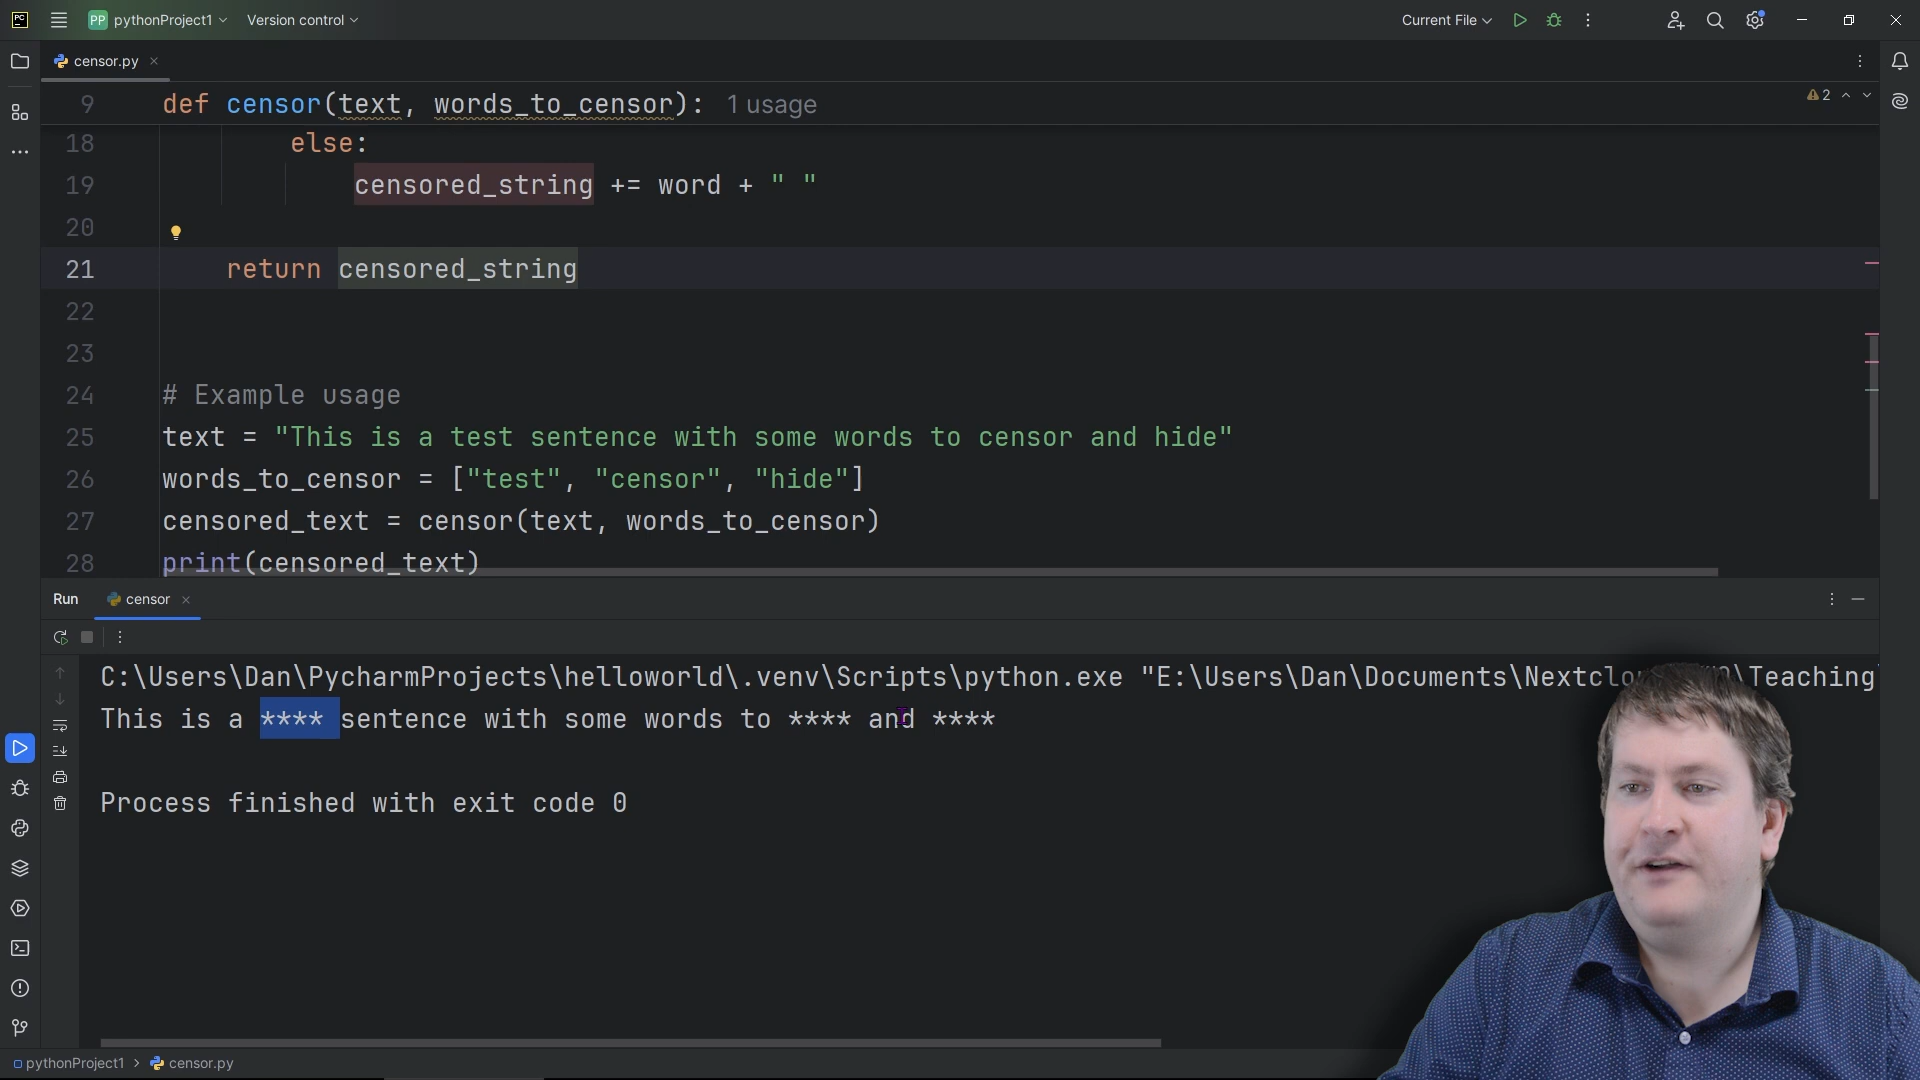 PC
PP pythonProject1 Version control Current File
censor.py
9 def censor(text, words_to_censor): 1 usage
2
18 else:
19 censored_string += word + " "
20
21 return censored_string
22
23
24 # Example usage
25 text = "This is a test sentence with some words to censor and hide"
26 words_to_censor = ["test", "censor", "hide"]
27 censored_text = censor(text, words_to_censor)
28 print(censored_text)
Run censor
C:\Users\Dan\PycharmProjects\helloworld\.venv\Scripts\python.exe "E:\Users\Dan\Documents\Nextclo \Teaching
This is a **** sentence with some words to **** and ****
Process finished with exit code 0
pythonProject1 > censor.py